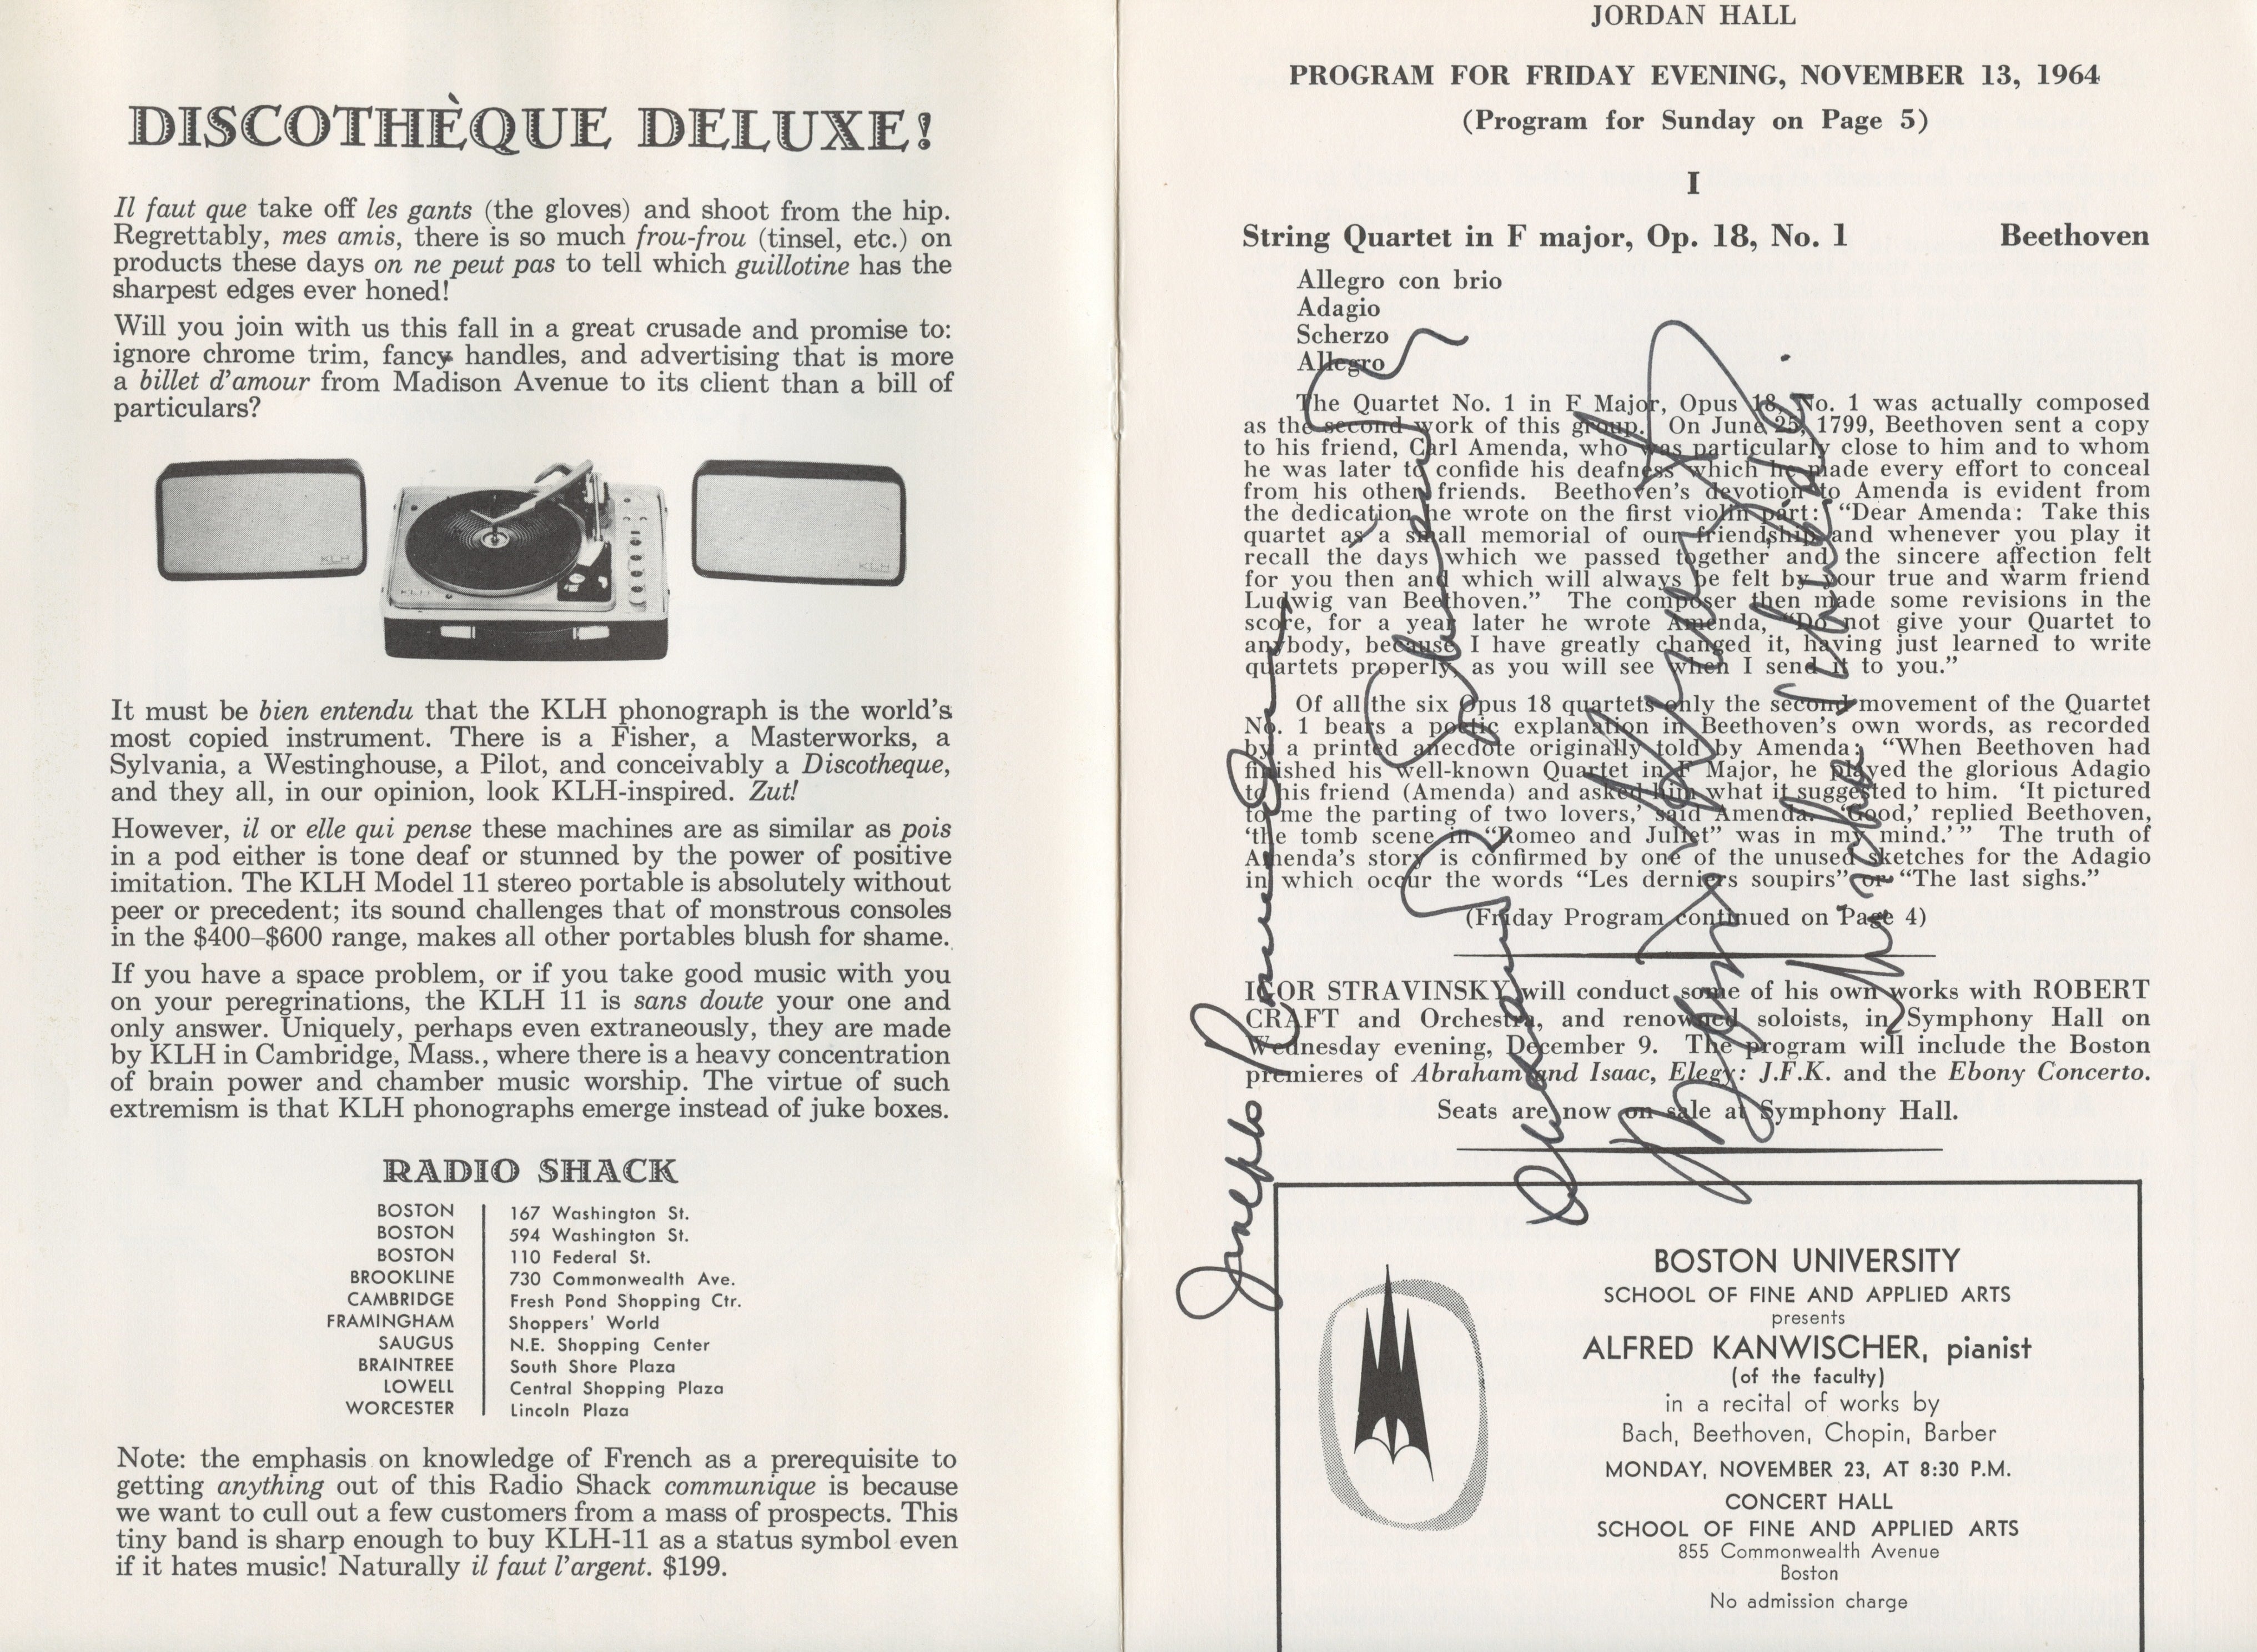 DISCOTHÈQUE DELUXE!
Il faut que take off les gants (the gloves) and shoot from the hip.
Regrettably, mes amis, there is so much frou-frou (tinsel, etc.) on
products these days on ne peut pas to tell which guillotine has the
sharpest edges ever honed!
Will you join with us this fall in a great crusade and promise to:
ignore chrome trim, fancy handles, and advertising that is more
a billet d'amour from Madison Avenue to its client than a bill of
particulars?
KLH
KLH
KLH
It must be bien entendu that the KLH phonograph is the world's
most copied instrument. There is a Fisher, a Masterworks, a
Sylvania, a Westinghouse, a Pilot, and conceivably a Discotheque,
and they all, in our opinion, look KLH-inspired. Zut!
However, il or elle qui pense these machines are as similar as pois
in a pod either is tone deaf or stunned by the power of positive
imitation. The KLH Model 11 stereo portable is absolutely without
peer or precedent; its sound challenges that of monstrous consoles
in the $400–$600 range, makes all other portables blush for shame.
If you have a space problem, or if you take good music with you
on your peregrinations, the KLH 11 is sans doute your one and
only answer. Uniquely, perhaps even extraneously, they are made
by KLH in Cambridge, Mass., where there is a heavy concentration
of brain power and chamber music worship. The virtue of such
extremism is that KLH phonographs emerge instead of juke boxes.
RADIO SHACK
BOSTON 167 Washington St.
BOSTON 594 Washington St.
BOSTON 110 Federal St.
BROOKLINE 730 Commonwealth Ave.
CAMBRIDGE Fresh Pond Shopping Ctr.
FRAMINGHAM Shoppers' World
SAUGUS N.E. Shopping Center
BRAINTREE South Shore Plaza
LOWELL Central Shopping Plaza
WORCESTER Lincoln Plaza
Note: the emphasis on knowledge of French as a prerequisite to
getting anything out of this Radio Shack communique is because
we want to cull out a few customers from a mass of prospects. This
tiny band is sharp enough to buy KLH-11 as a status symbol even
if it hates music! Naturally il faut l'argent. $199.
JORDAN HALL
PROGRAM FOR FRIDAY EVENING, NOVEMBER 13, 1964
(Program for Sunday on Page 5)
I
String Quartet in F major, Op. 18, No. 1 Beethoven
Allegro con brio
Adagio
Scherzo
Allegro
The Quartet No. 1 in F Major, Opus 18, No. 1 was actually composed
as the second work of this group. On June 25, 1799, Beethoven sent a copy
to his friend, Carl Amenda, who was particularly close to him and to whom
he was later to confide his deafness which he made every effort to conceal
from his other friends. Beethoven's devotion to Amenda is evident from
the dedication he wrote on the first violin part: "Dear Amenda: Take this
quartet as a small memorial of our friendship and whenever you play it
recall the days which we passed together and the sincere affection felt
for you then and which will always be felt by your true and warm friend
Ludwig van Beethoven." The composer then made some revisions in the
score, for a year later he wrote Amenda, "Do not give your Quartet to
anybody, because I have greatly changed it, having just learned to write
quartets properly, as you will see when I send it to you."
Of all the six Opus 18 quartets only the second movement of the Quartet
No. 1 bears a poetic explanation in Beethoven's own words, as recorded
by a printed anecdote originally told by Amenda: "When Beethoven had
finished his well-known Quartet in F Major, he played the glorious Adagio
to his friend (Amenda) and asked him what it suggested to him. 'It pictured
to me the parting of two lovers,' said Amenda. 'Good,' replied Beethoven,
'the tomb scene in "Romeo and Juliet" was in my mind.'" The truth of
Amenda's story is confirmed by one of the unused sketches for the Adagio
in which occur the words "Les derniers soupirs" or "The last sighs."
(Friday Program continued on Page 4)
IGOR STRAVINSKY will conduct some of his own works with ROBERT
CRAFT and Orchestra, and renowned soloists, in Symphony Hall on
Wednesday evening, December 9. The program will include the Boston
premieres of Abraham and Isaac, Elegy: J.F.K. and the Ebony Concerto.
Seats are now on sale at Symphony Hall.
BOSTON UNIVERSITY
SCHOOL OF FINE AND APPLIED ARTS
presents
ALFRED KANWISCHER, pianist
(of the faculty)
in a recital of works by
Bach, Beethoven, Chopin, Barber
MONDAY, NOVEMBER 23, AT 8:30 P.M.
CONCERT HALL
SCHOOL OF FINE AND APPLIED ARTS
855 Commonwealth Avenue
Boston
No admission charge